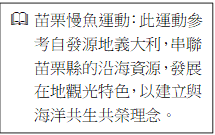 苗栗慢魚運動：此運動參
考自發源地義大利，串聯
苗栗縣的沿海資源，發展
在地觀光特色，以建立與
海洋共生共榮理念。